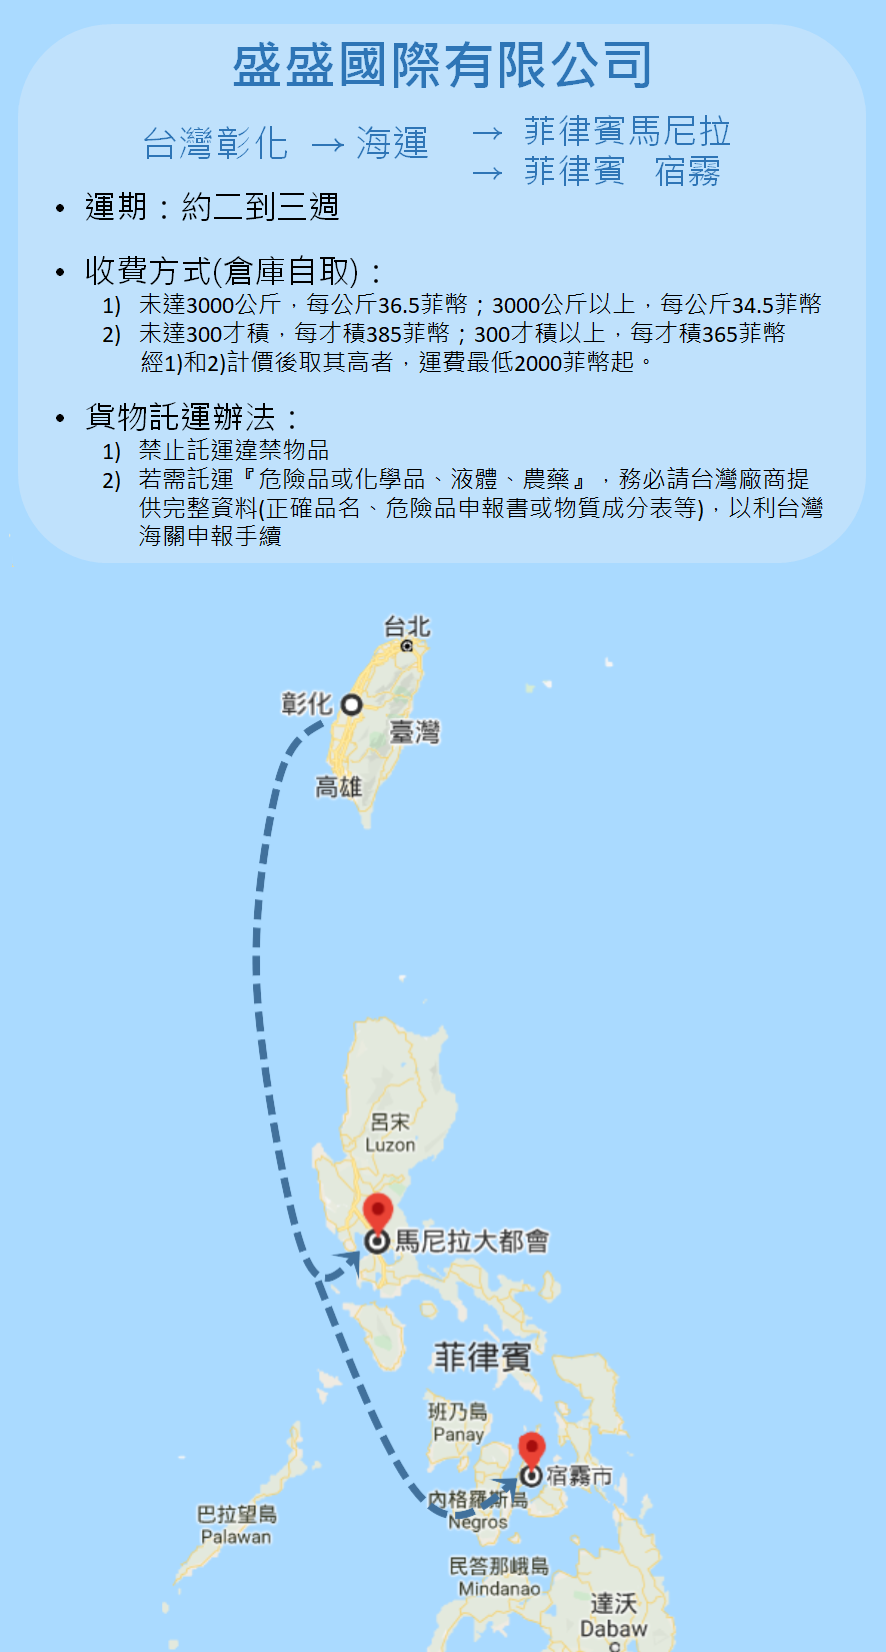 盛盛國際有限公司
台灣彰化 → 海運 → 菲律賓馬尼拉
→ 菲律賓 宿霧
• 運期：約二到三週
• 收費方式(倉庫自取)：
1) 未達3000公斤，每公斤36.5菲幣；3000公斤以上，每公斤34.5菲幣
2) 未達300才積，每才積385菲幣；300才積以上，每才積365菲幣
經1)和2)計價後取其高者，運費最低2000菲幣起。
• 貨物託運辦法：
1) 禁止託運違禁物品
2) 若需託運『危險品或化學品、液體、農藥』，務必請台灣廠商提
供完整資料(正確品名、危險品申報書或物質成分表等)，以利台灣
海關申報手續
台北
彰化
臺灣
高雄
呂宋
Luzon
馬尼拉大都會
菲律賓
班乃島
Panay
宿霧市
內格羅斯島
Negros
巴拉望島
Palawan
民答那峨島
Mindanao
達沃
Dabaw